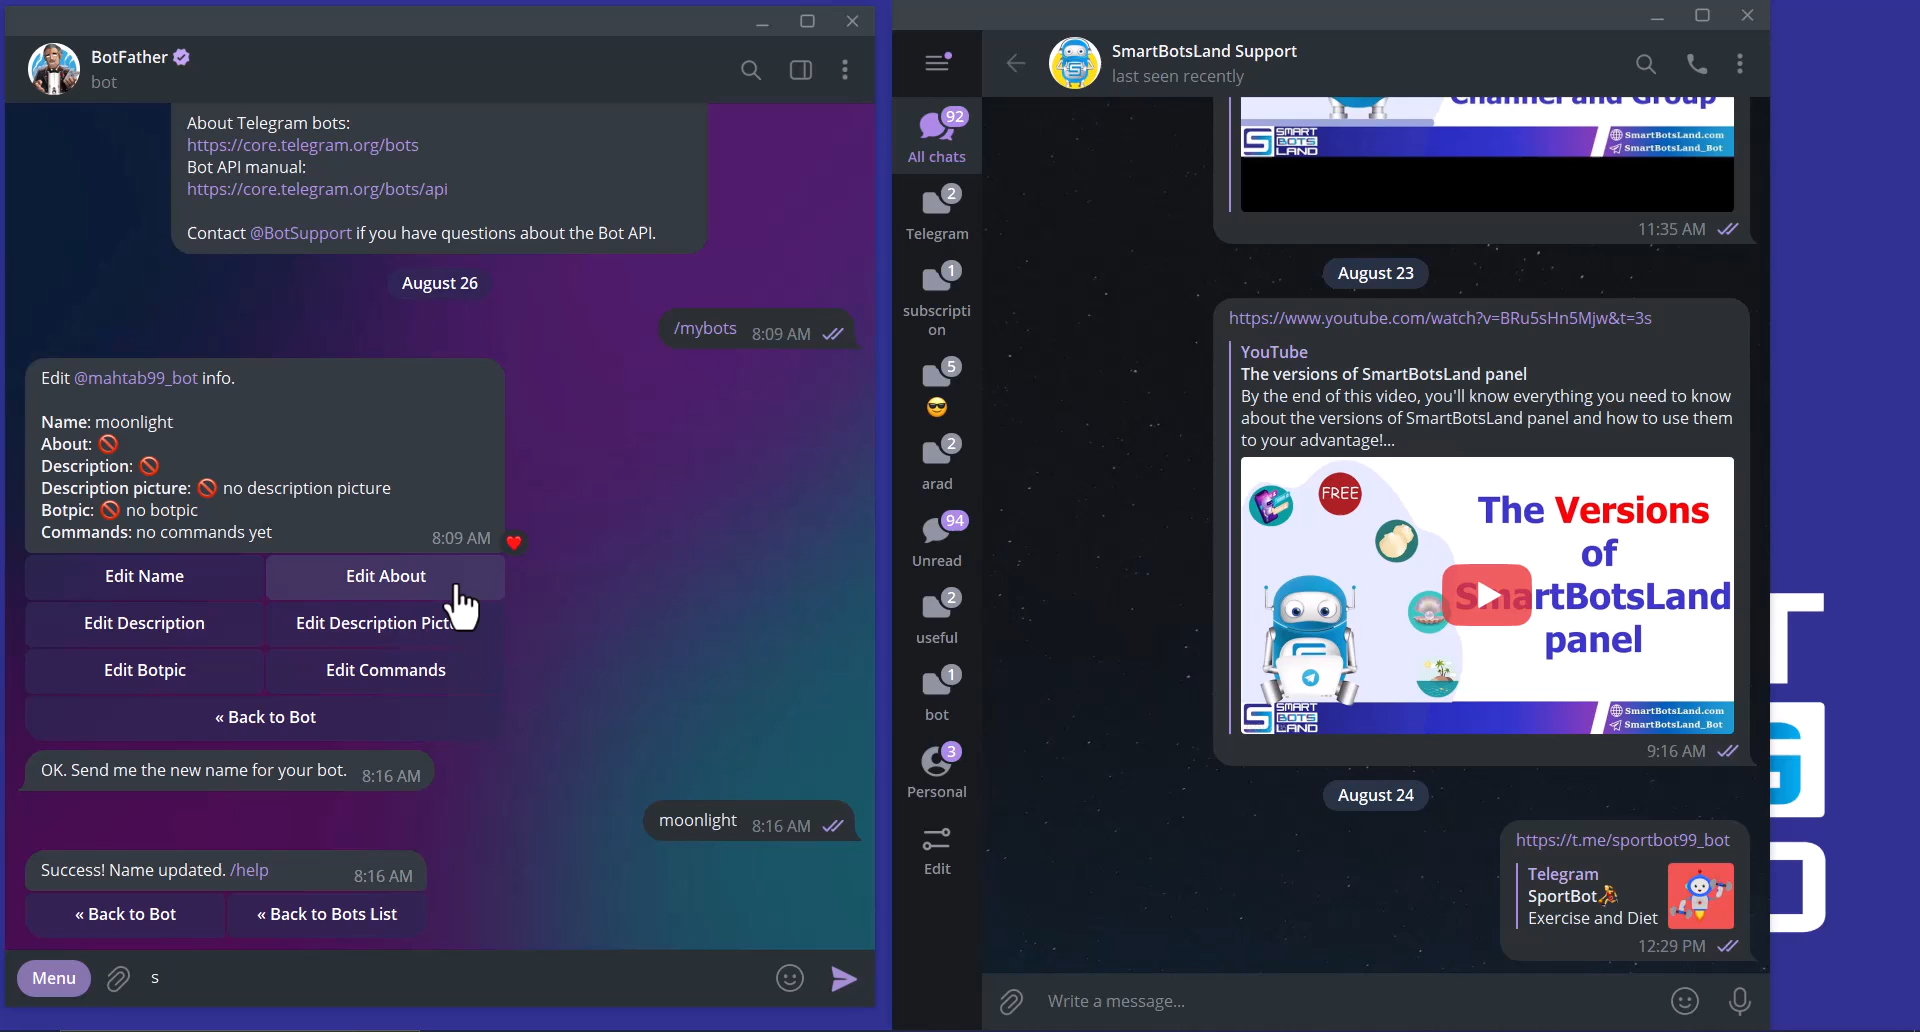 BotFather
bot
About Telegram bots:
https://core.telegram.org/bots
Bot API manual:
https://core.telegram.org/bots/api
Contact @BotSupport if you have questions about the Bot API.
August 26
/mybots 8:09 AM
Edit @mahtab99_bot info.
Name: moonlight
About: 🚫
Description: 🚫
Description picture: 🚫 no description picture
Botpic: 🚫 no botpic
Commands: no commands yet
8:09 AM
Edit Name
Edit About
Edit Description
Edit Description Pict
Edit Botpic
Edit Commands
« Back to Bot
OK. Send me the new name for your bot. 8:16 AM
moonlight 8:16 AM
Success! Name updated. /help 8:16 AM
« Back to Bot
« Back to Bots List
Menu
s
92
All chats
2
Telegram
1
subscripti
on
5
2
arad
94
Unread
2
useful
1
bot
3
Personal
Edit
SmartBotsLand Support
last seen recently
Channel and Group
SMART
BOTS
LAND
SmartBotsLand.com
SmartBotsLand_Bot
11:35 AM
August 23
https://www.youtube.com/watch?v=BRu5sHn5Mjw&t=3s
YouTube
The versions of SmartBotsLand panel
By the end of this video, you'll know everything you need to know
about the versions of SmartBotsLand panel and how to use them
to your advantage!...
FREE
The Versions
of
SmartBotsLand
panel
SMART
BOTS
LAND
SmartBotsLand.com
SmartBotsLand_Bot
9:16 AM
August 24
https://t.me/sportbot99_bot
Telegram
SportBot
Exercise and Diet
12:29 PM
Write a message...